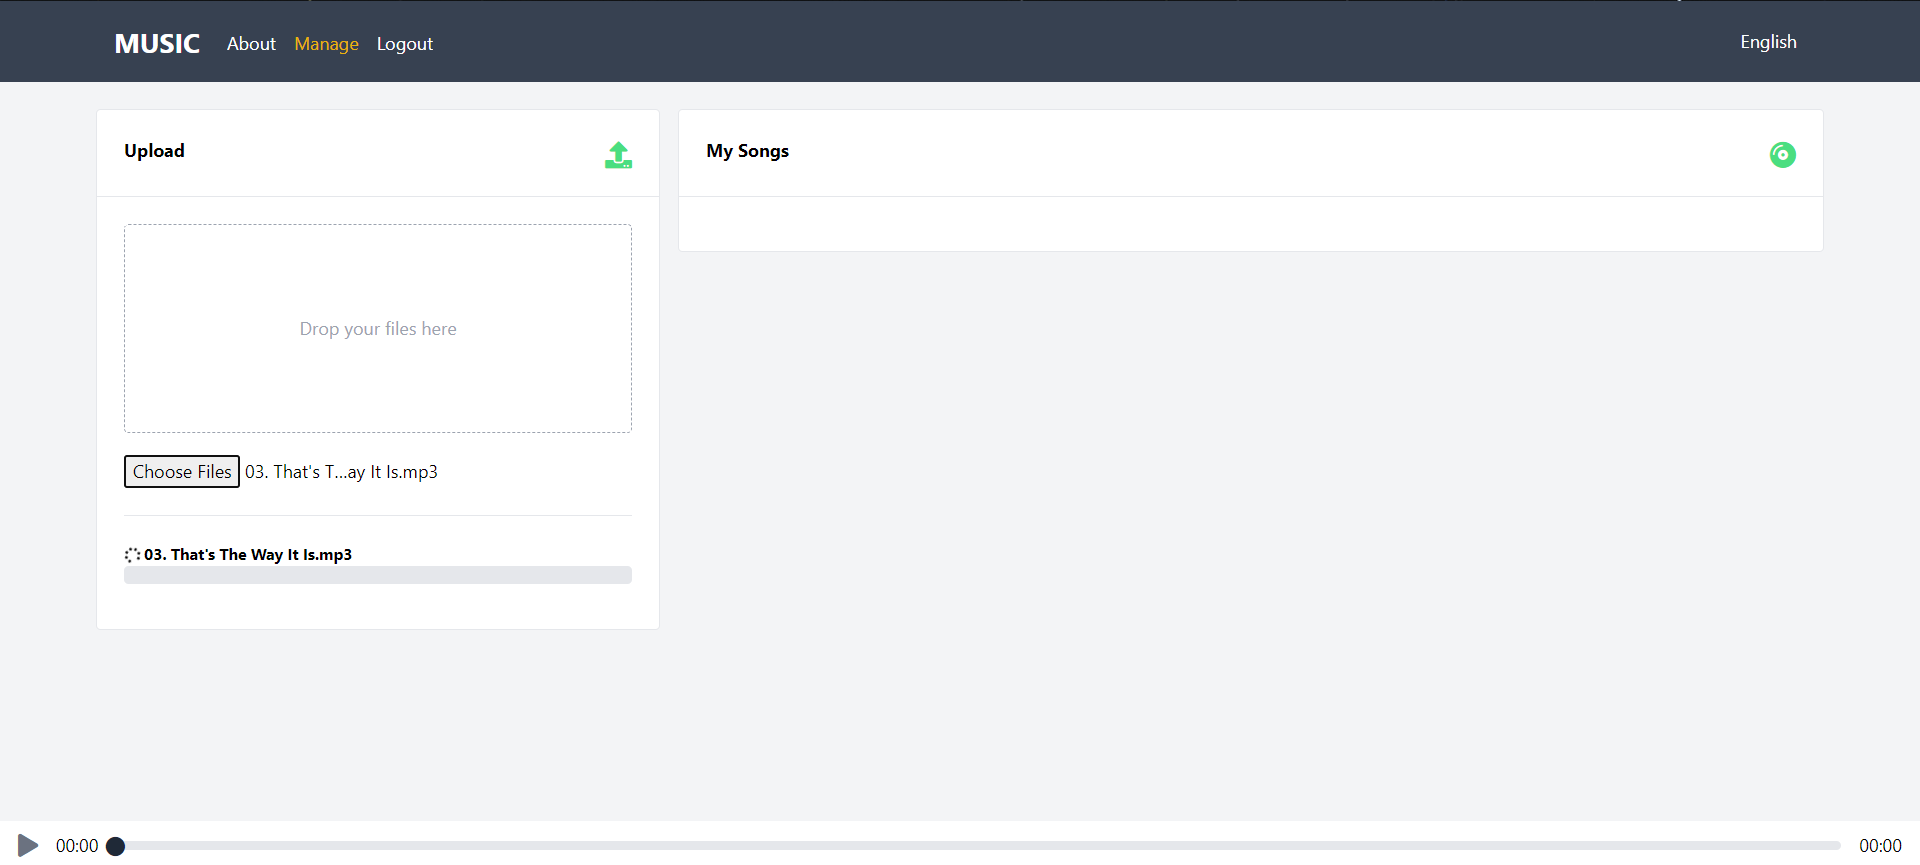 MUSIC About Manage Logout English
Upload
My Songs
Drop your files here
Choose Files 03. That's T...ay It Is.mp3
03. That's The Way It Is.mp3
00:00 00:00